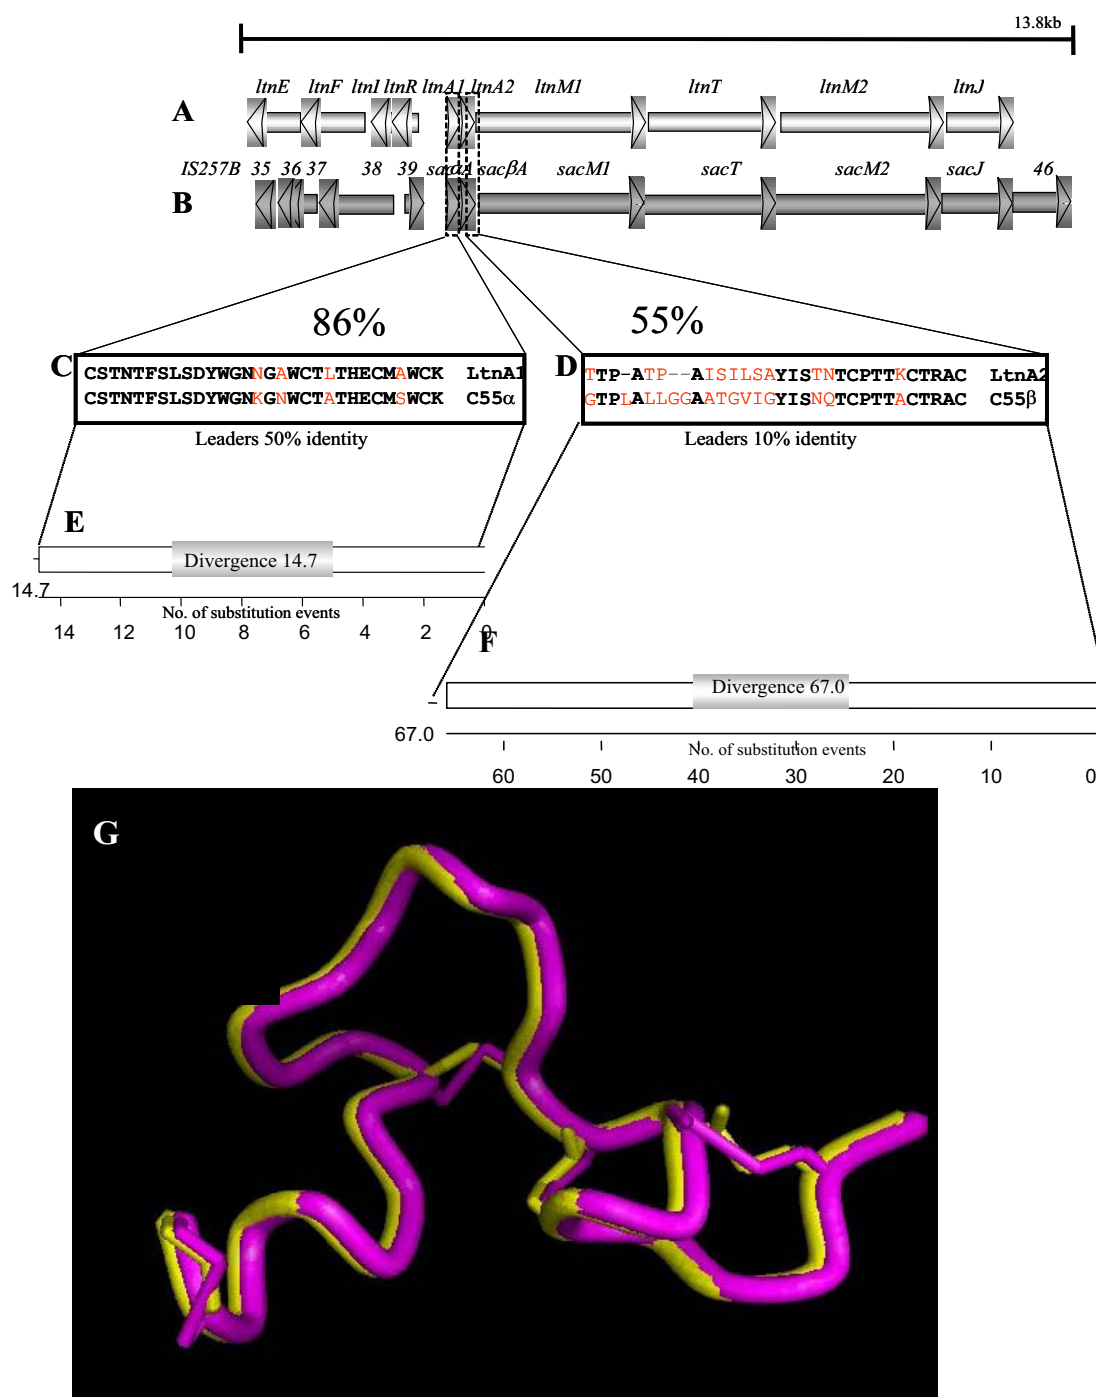 13.8kb
ltnE ltnF ltnI ltnR ltnA1 ltnA2 ltnM1 ltnT ltnM2 ltnJ
A
IS257B 35 36 37 38 39 sacαA sacβA sacM1 sacT sacM2 sacJ 46
B
86% 55%
C
CSTNTFSLSDYWGNNGAWCTLTHECMAWCK LtnA1
CSTNTFSLSDYWGNKGNWCTATHECMSWCK C55α
Leaders 50% identity
D
TTP-ATP--AISILSAYISTNTCPTTKCTRAC LtnA2
GTPLALLGGAATGVIGYISNQTCPTTACTRAC C55β
Leaders 10% identity
E
Divergence 14.7
14.7
No. of substitution events
14 12 10 8 6 4 2 0
F
Divergence 67.0
67.0
No. of substitution events
60 50 40 30 20 10 0
G